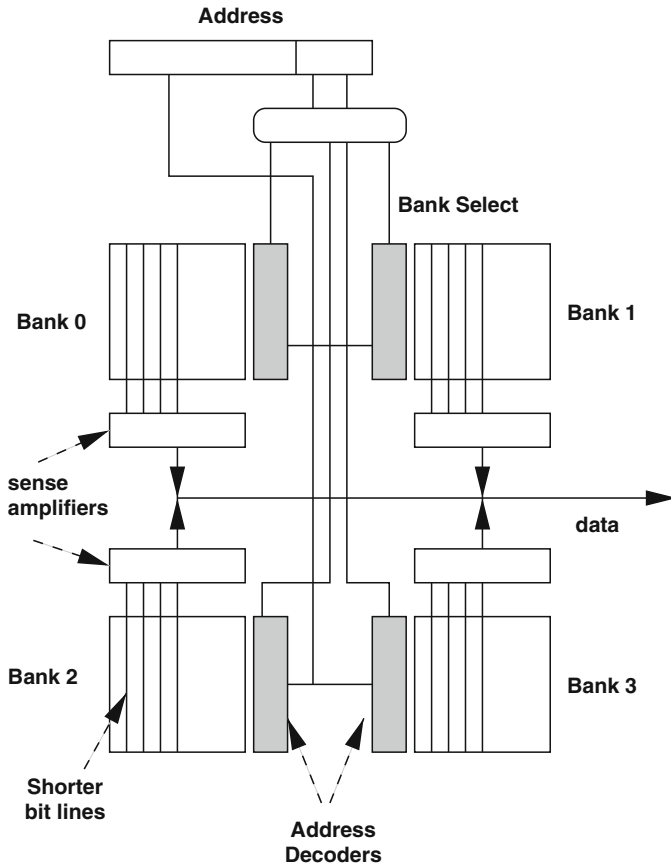 Address
Bank Select
Bank 0
Bank 1
sense
amplifiers
data
Bank 2
Bank 3
Shorter
bit lines
Address
Decoders